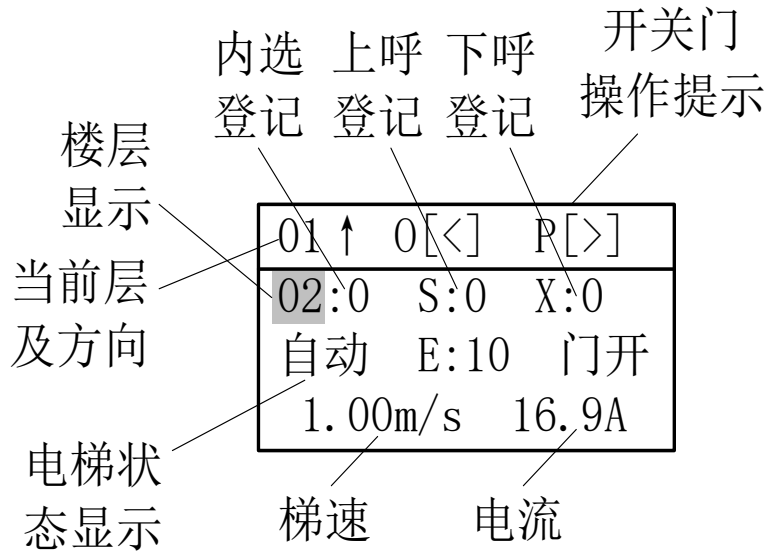 内选
登记
上呼
登记
下呼
登记
开关门
操作提示
楼层
显示
当前层
及方向
01↑ O[<] P[>]
02:0 S:0 X:0
自动 E:10 门开
1.00m/s 16.9A
电梯状
态显示
梯速
电流